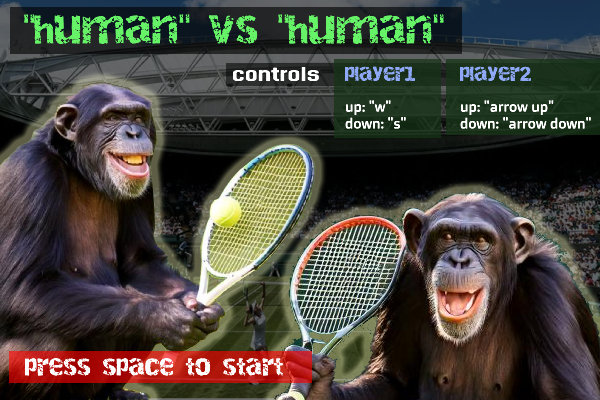 "human" vs "human"
controls
player1
up: "w"
down: "s"
player2
up: "arrow up"
down: "arrow down"
press space to start